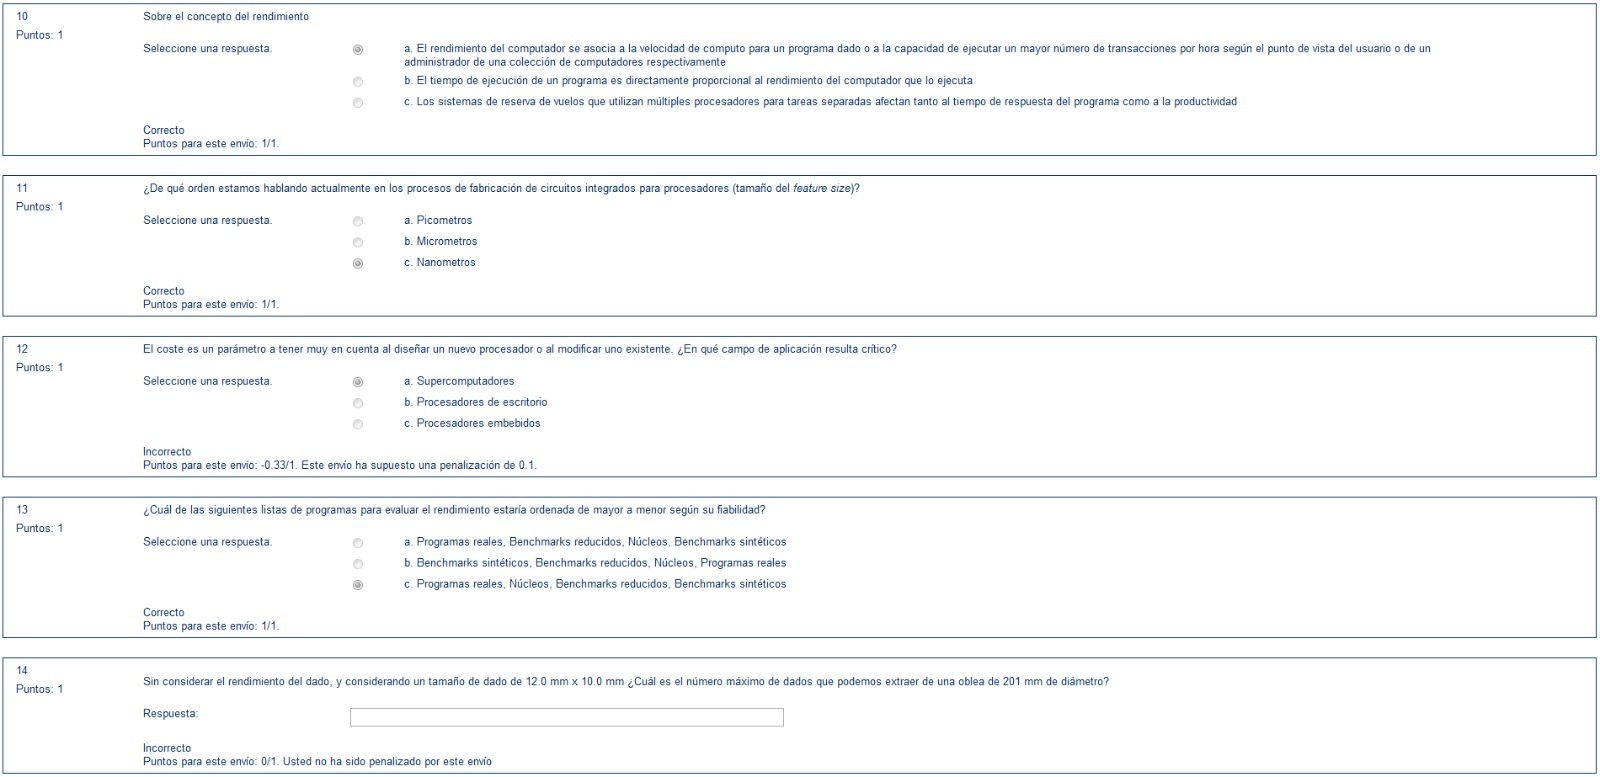 10
Sobre el concepto del rendimiento
Puntos: 1
Seleccione una respuesta.
a. El rendimiento del computador se asocia a la velocidad de computo para un programa dado o a la capacidad de ejecutar un mayor número de transacciones por hora según el punto de vista del usuario o de un
administrador de una colección de computadores respectivamente
b. El tiempo de ejecución de un programa es directamente proporcional al rendimiento del computador que lo ejecuta
c. Los sistemas de reserva de vuelos que utilizan múltiples procesadores para tareas separadas afectan tanto al tiempo de respuesta del programa como a la productividad
Correcto
Puntos para este envío: 1/1.
11
¿De qué orden estamos hablando actualmente en los procesos de fabricación de circuitos integrados para procesadores (tamaño del feature size)?
Puntos: 1
Seleccione una respuesta.
a. Picometros
b. Micrometros
c. Nanometros
Correcto
Puntos para este envío: 1/1.
12
El coste es un parámetro a tener muy en cuenta al diseñar un nuevo procesador o al modificar uno existente. ¿En qué campo de aplicación resulta crítico?
Puntos: 1
Seleccione una respuesta.
a. Supercomputadores
b. Procesadores de escritorio
c. Procesadores embebidos
Incorrecto
Puntos para este envío: -0.33/1. Este envío ha supuesto una penalización de 0.1.
13
¿Cuál de las siguientes listas de programas para evaluar el rendimiento estaría ordenada de mayor a menor según su fiabilidad?
Puntos: 1
Seleccione una respuesta.
a. Programas reales, Benchmarks reducidos, Núcleos, Benchmarks sintéticos
b. Benchmarks sintéticos, Benchmarks reducidos, Núcleos, Programas reales
c. Programas reales, Núcleos, Benchmarks reducidos, Benchmarks sintéticos
Correcto
Puntos para este envío: 1/1.
14
Sin considerar el rendimiento del dado, y considerando un tamaño de dado de 12.0 mm x 10.0 mm ¿Cuál es el número máximo de dados que podemos extraer de una oblea de 201 mm de diámetro?
Puntos: 1
Respuesta:
Incorrecto
Puntos para este envío: 0/1. Usted no ha sido penalizado por este envío